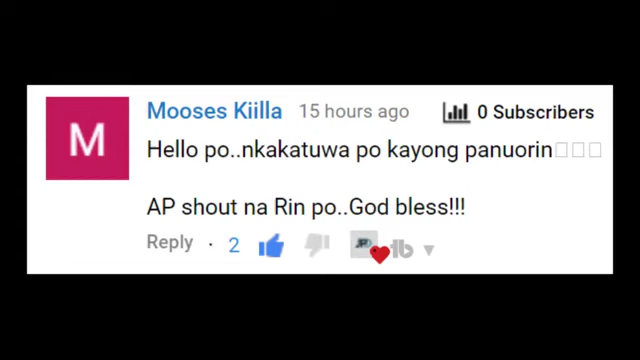 M
Mooses Kiilla 15 hours ago 0 Subscribers
Hello po..nkakatuwa po kayong panuorin□□□
AP shout na Rin po..God bless!!!
Reply · 2